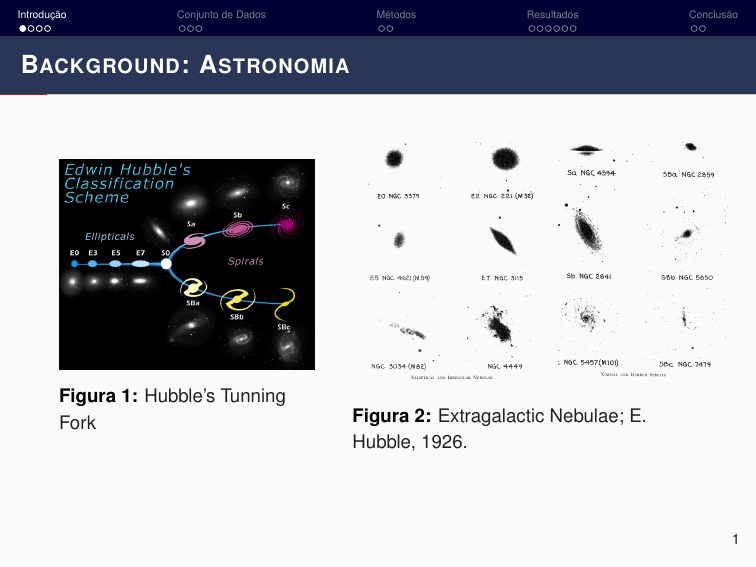 Introdução
Conjunto de Dados
Métodos
Resultados
Conclusão
BACKGROUND: ASTRONOMIA
Edwin Hubble's
Classification
Scheme
Ellipticals
E0 E3 E5 E7 S0
Sa
Sb
Sc
Spirals
SBa
SBb
SBc
Figura 1: Hubble's Tunning
Fork
E0 NGC 3379
E2 NGC 221 (M32)
Sa NGC 4594
SBa NGC 2859
E5 NGC 4621 (M59)
E7 NGC 3115
Sb NGC 2841
SBb NGC 5850
NGC 3034 (M82)
NGC 4449
NGC 5457 (M101)
SBc NGC 7479
ELLIPTICAL AND IRREGULAR NEBULAE
NORMAL AND BARRED SPIRALS
Figura 2: Extragalactic Nebulae; E.
Hubble, 1926.
1